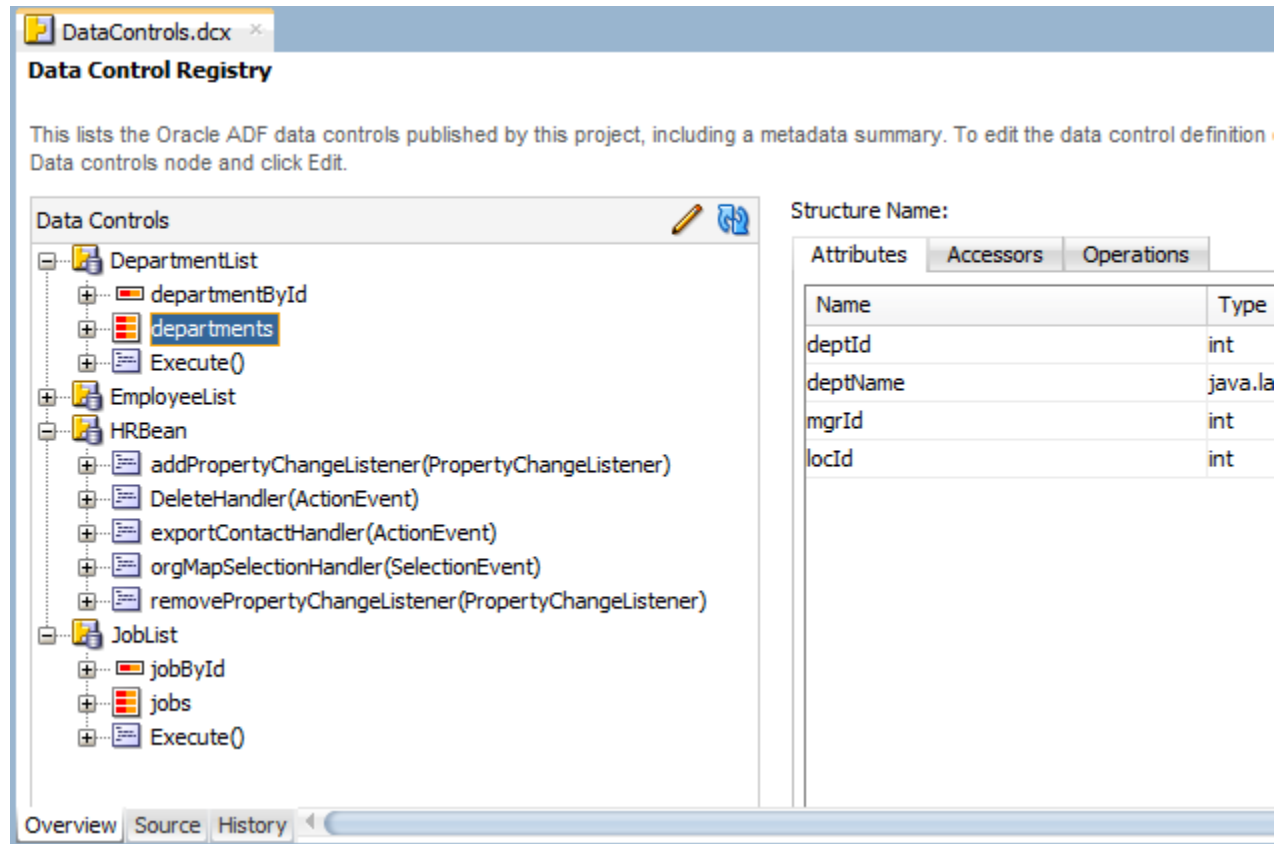 DataControls.dcx
Data Control Registry
This lists the Oracle ADF data controls published by this project, including a metadata summary. To edit the data control definition
Data controls node and click Edit.
Data Controls
DepartmentList
departmentById
departments
Execute()
EmployeeList
HRBean
addPropertyChangeListener(PropertyChangeListener)
DeleteHandler(ActionEvent)
exportContactHandler(ActionEvent)
orgMapSelectionHandler(SelectionEvent)
removePropertyChangeListener(PropertyChangeListener)
JobList
jobById
jobs
Execute()
Structure Name:
Attributes Accessors Operations
Name Type
deptId int
deptName java.la
mgrId int
locId int
Overview Source History